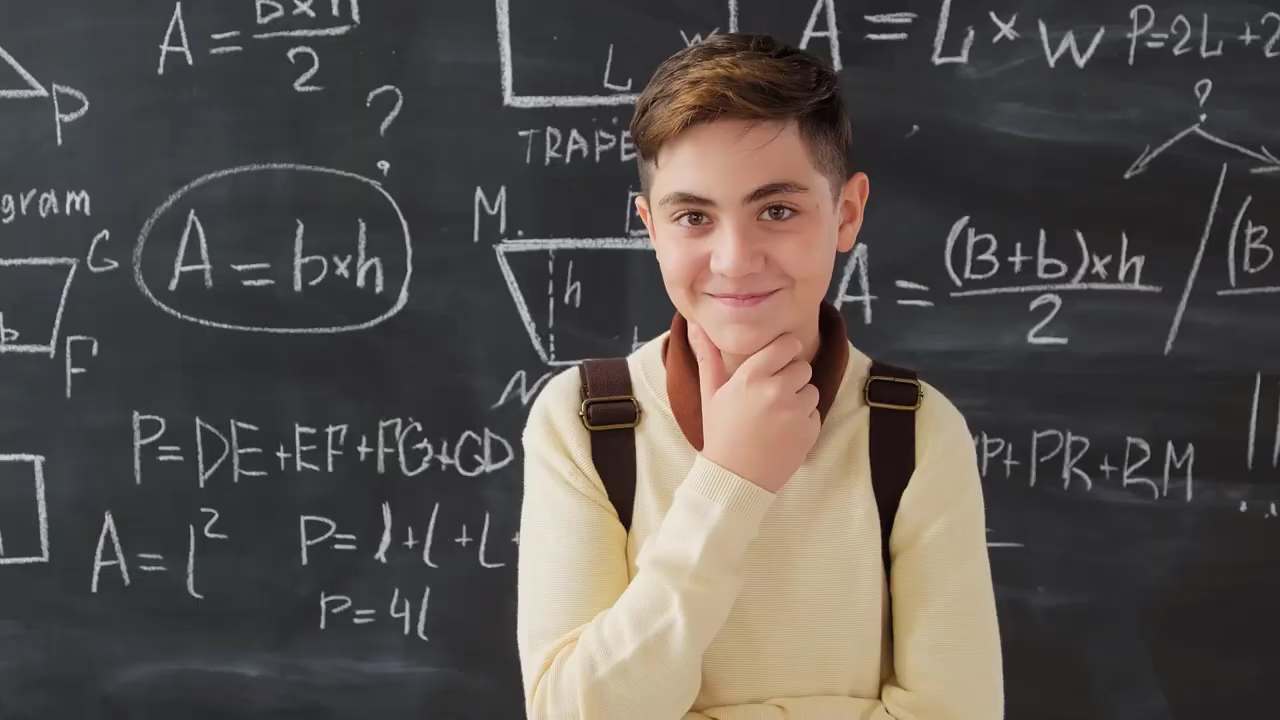 A = b×h
2
L
W
A = L×W
P=2L+2
P
?
?
TRAPE
gram
G
A = b×h
M.
h
A = (B+b)×h / (B
2
b
F
N
P=DE+EF+FG+GD
P+PR+RM
A=l²
P=l+l+l+
P=4l